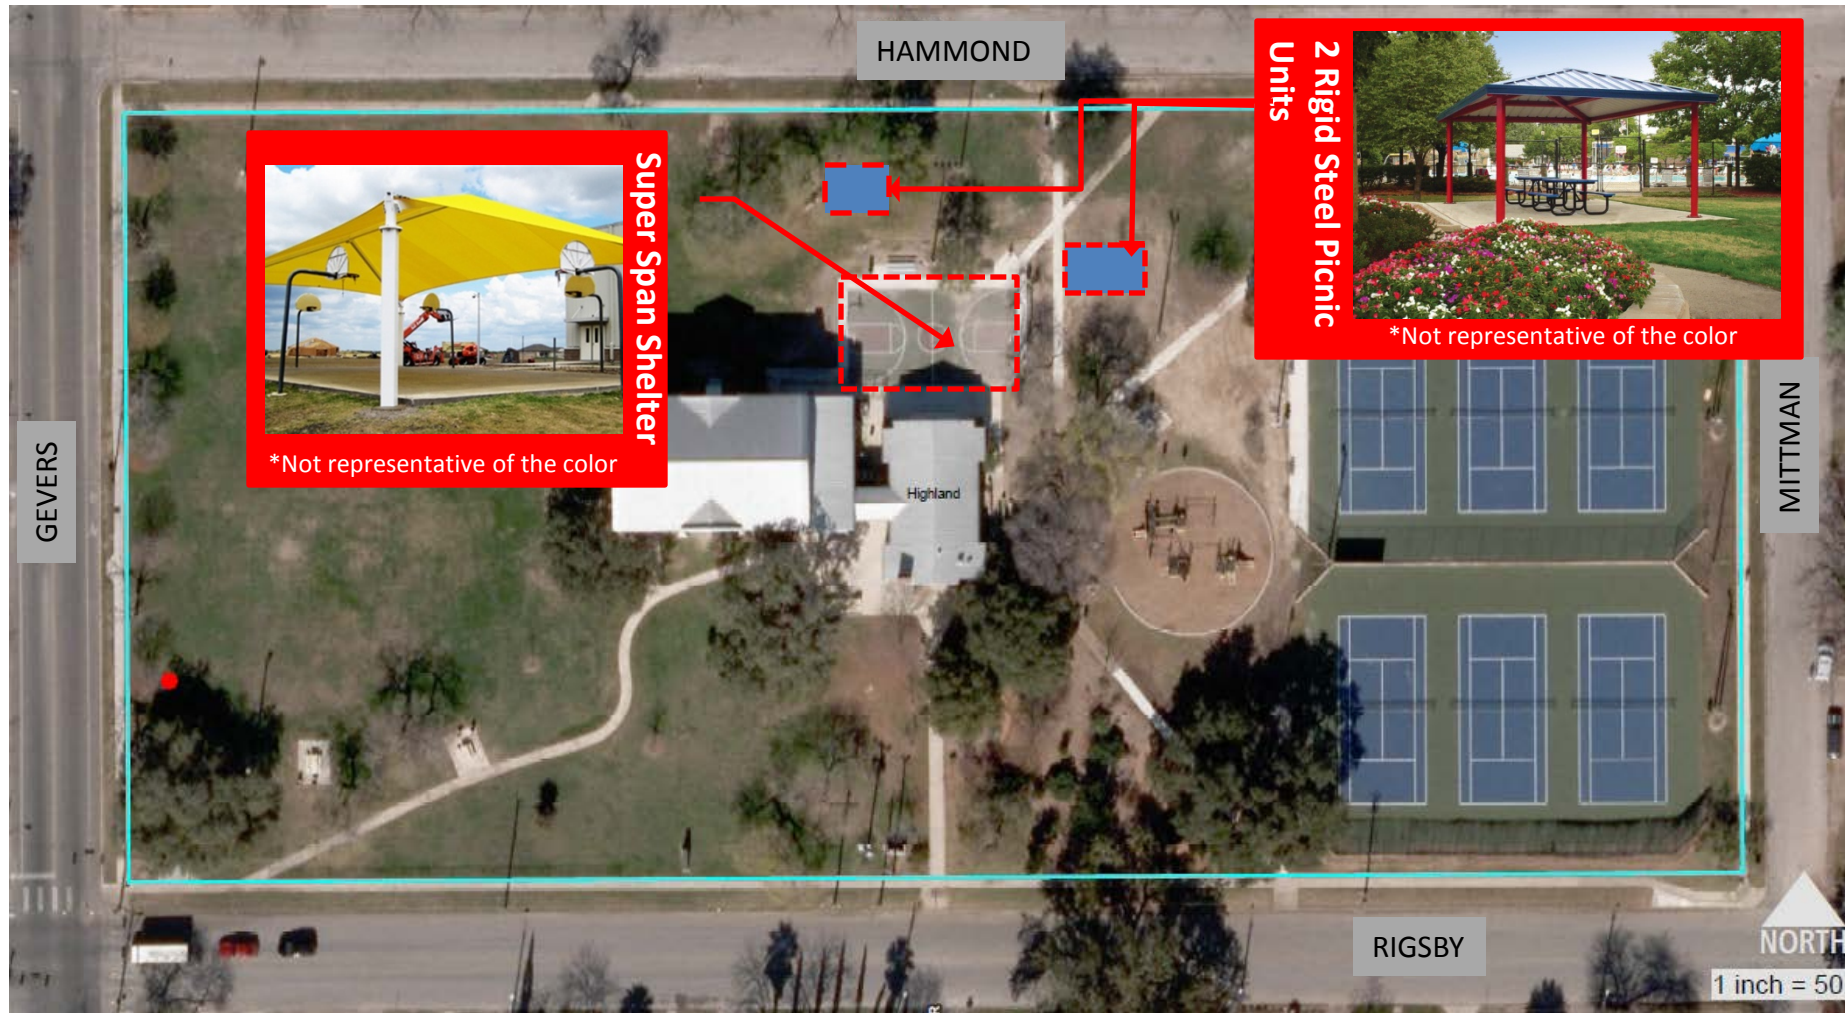 HAMMOND
2 Rigid Steel Picnic
Units
*Not representative of the color
Super Span Shelter
*Not representative of the color
GEVERS
MITTMAN
Highland
RIGSBY
NORTH
1 inch = 50